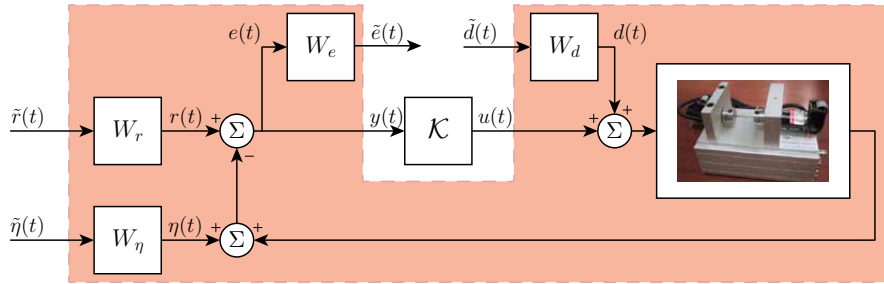 e(t) W_e ẽ(t) d̃(t) W_d d(t)
r̃(t) W_r r(t) + Σ − y(t) 𝒦 u(t) + Σ +
η̃(t) W_η η(t) + Σ +